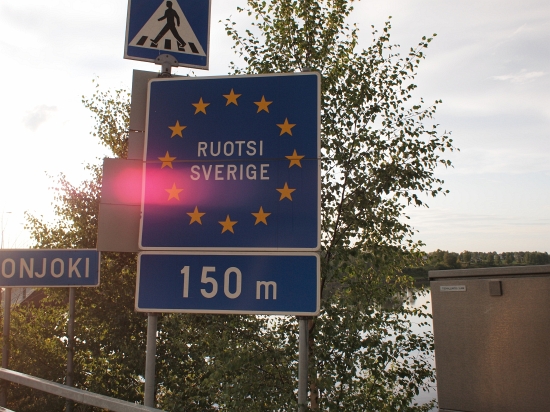 RUOTSI
SVERIGE
150 m
ONJOKI